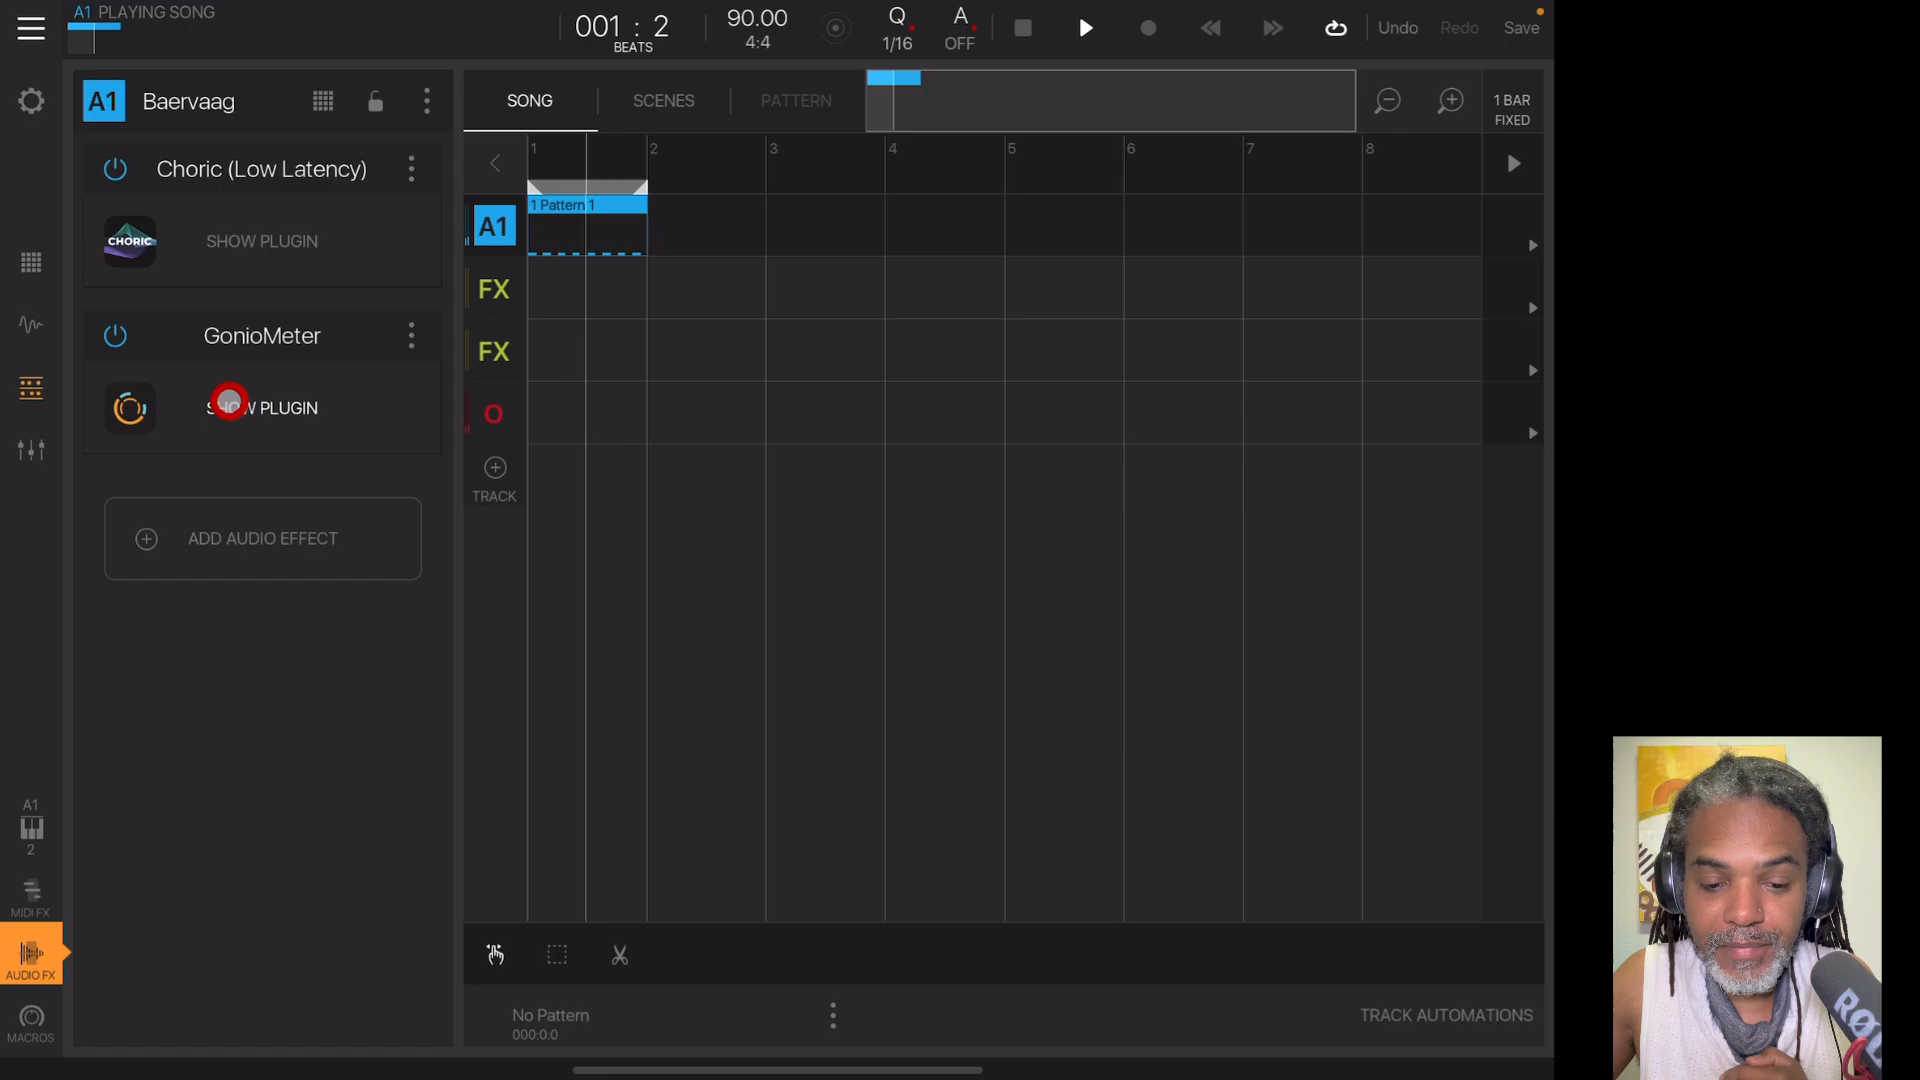 A1 PLAYING SONG
001 : 2
BEATS
90.00
4:4
Q
1/16
A
OFF
Undo
Redo
Save
A1
Baervaag
SONG
SCENES
PATTERN
1 BAR
FIXED
Choric (Low Latency)
CHORIC
SHOW PLUGIN
GonioMeter
SHOW PLUGIN
ADD AUDIO EFFECT
1
2
3
4
5
6
7
8
A1
1 Pattern 1
FX
FX
O
TRACK
A1
2
MIDI FX
AUDIO FX
MACROS
No Pattern
000:0:0
TRACK AUTOMATIONS